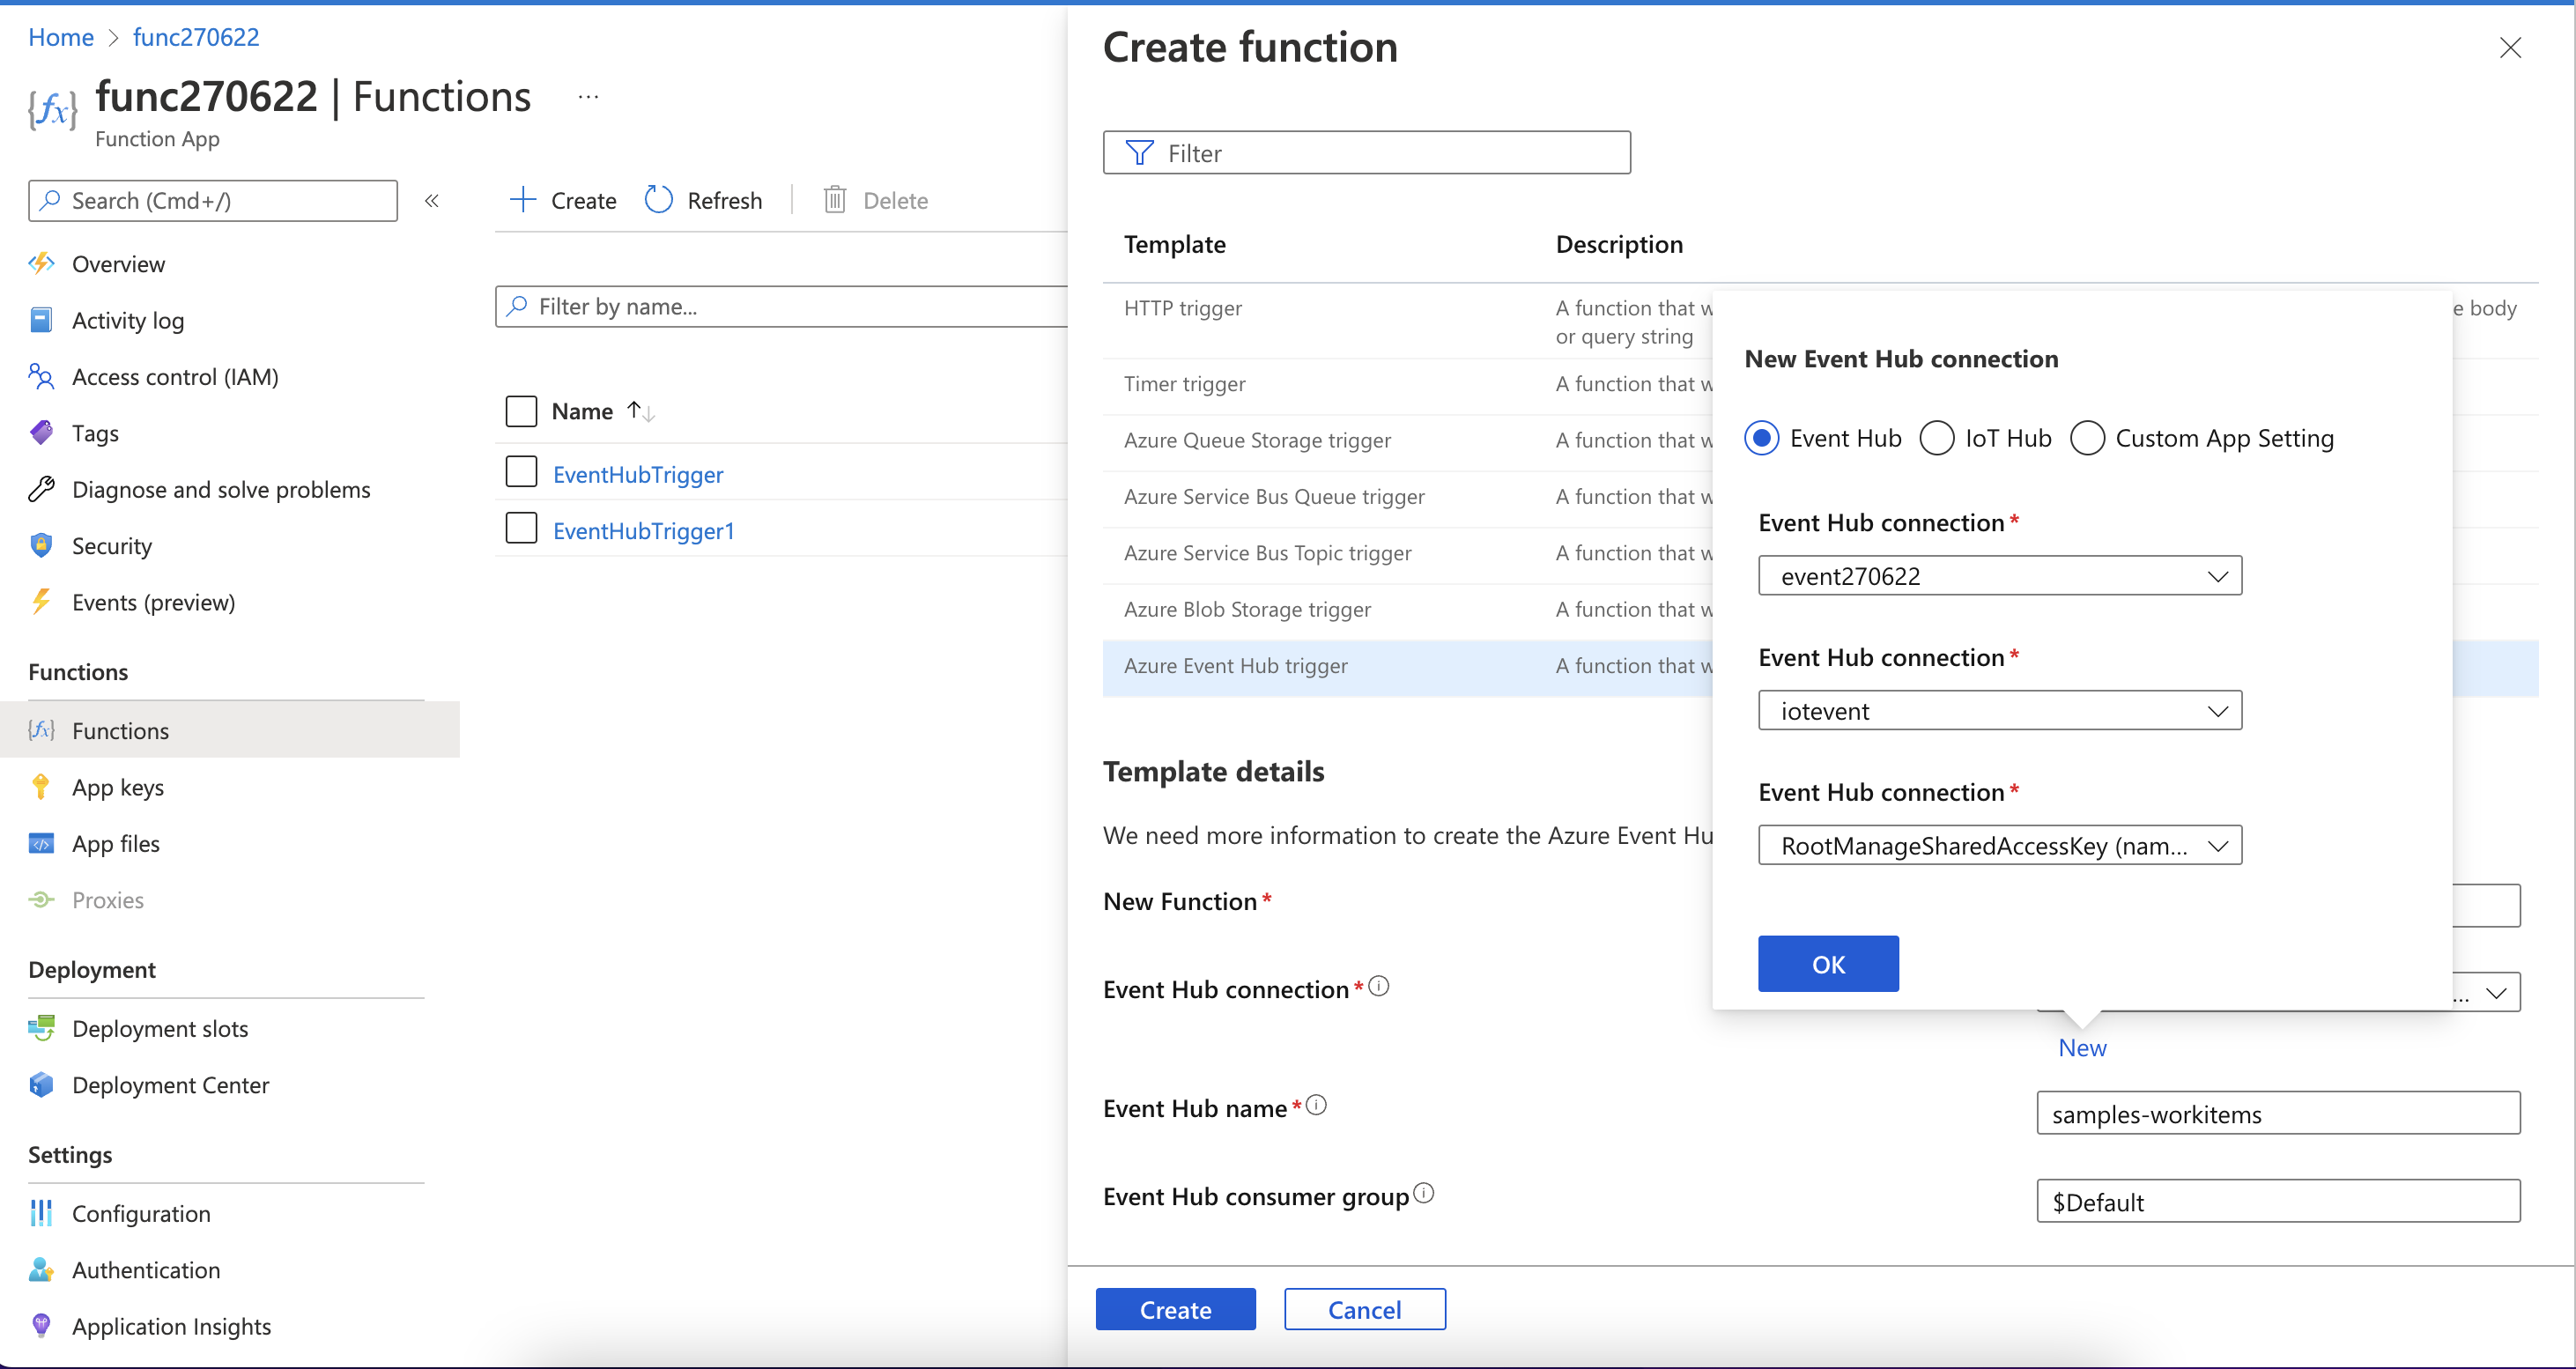 Home > func270622
func270622 | Functions ...
Function App
Search (Cmd+/)
«
Overview
Activity log
Access control (IAM)
Tags
Diagnose and solve problems
Security
Events (preview)
Functions
Functions
App keys
App files
Proxies
Deployment
Deployment slots
Deployment Center
Settings
Configuration
Authentication
Application Insights
Create Refresh Delete
Filter by name...
Name ↑↓
EventHubTrigger
EventHubTrigger1
Create function
Filter
Template Description
HTTP trigger A function that w e body
or query string
Timer trigger A function that w
Azure Queue Storage trigger A function that w
Azure Service Bus Queue trigger A function that w
Azure Service Bus Topic trigger A function that w
Azure Blob Storage trigger A function that w
Azure Event Hub trigger A function that w
Template details
We need more information to create the Azure Event Hu
New Function *
Event Hub connection *
...
New
Event Hub name *
samples-workitems
Event Hub consumer group
$Default
Create Cancel
New Event Hub connection
Event Hub IoT Hub Custom App Setting
Event Hub connection *
event270622
Event Hub connection *
iotevent
Event Hub connection *
RootManageSharedAccessKey (nam...
OK